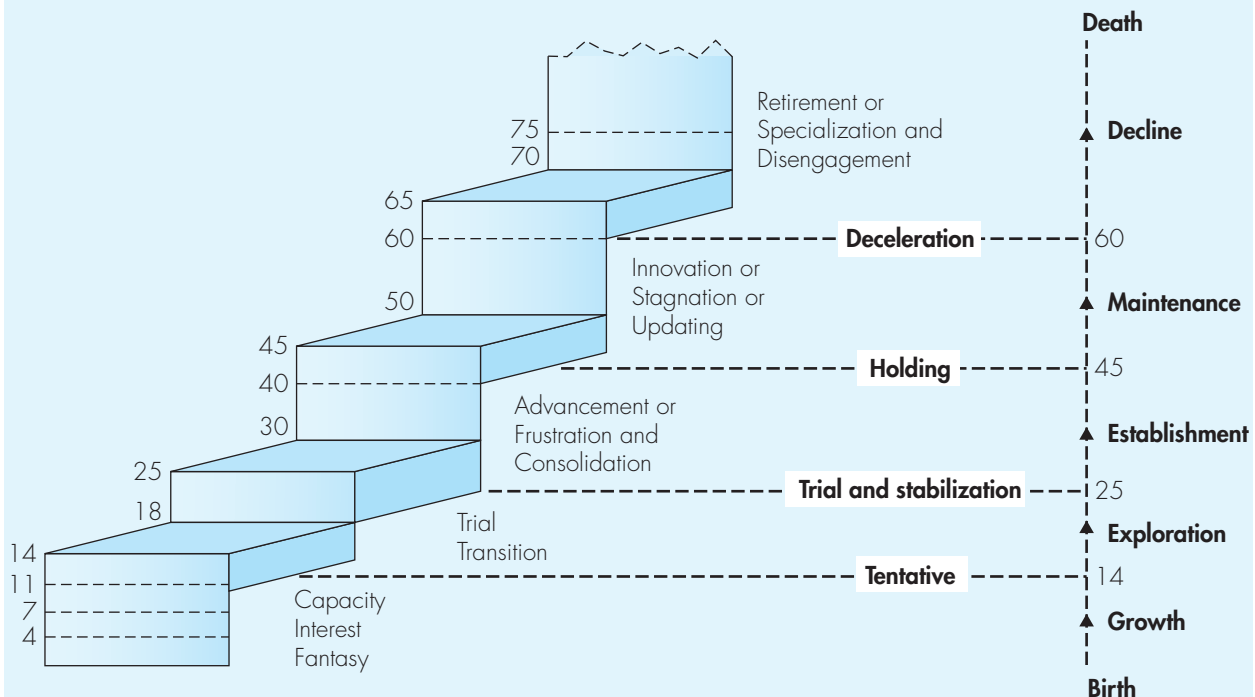 Death
Retirement or
Specialization and
Disengagement
75
Decline
70
65
60
Deceleration
60
Innovation or
Stagnation or
Updating
50
Maintenance
45
40
Holding
45
Advancement or
Frustration and
Consolidation
30
Establishment
25
18
Trial and stabilization
25
Trial
Transition
Exploration
14
11
7
4
Tentative
14
Capacity
Interest
Fantasy
Growth
Birth